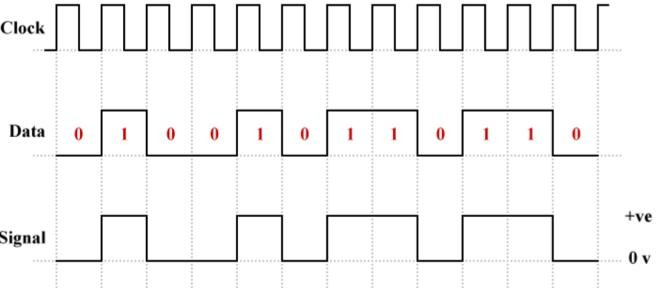 Clock
Data 0 1 0 0 1 0 1 1 0 1 1 0
+ve
Signal
0 v